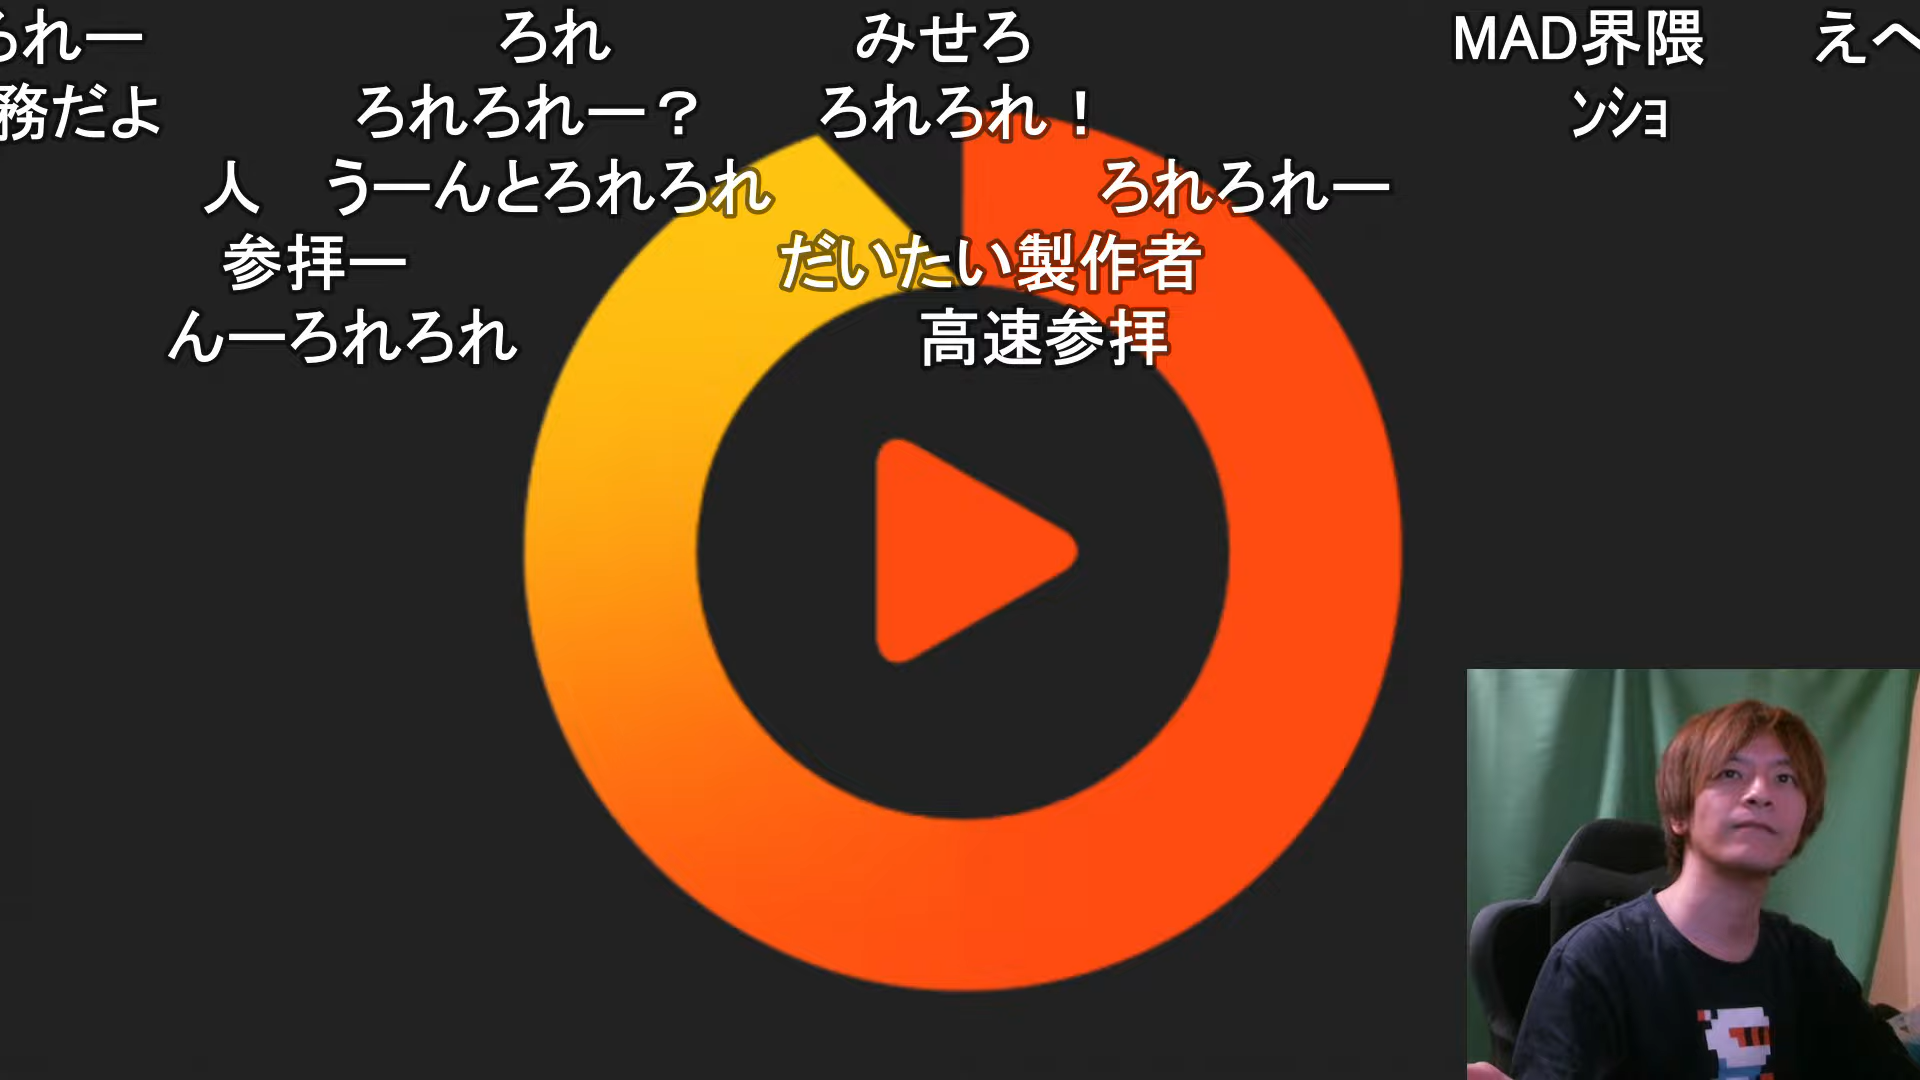 られー ろれ みせろ MAD界隈 えへ
務だよ ろれろれー？ ろれろれ！ ンショ
人 うーんとろれろれ ろれろれー
参拝ー だいたい製作者
んーろれろれ 高速参拝